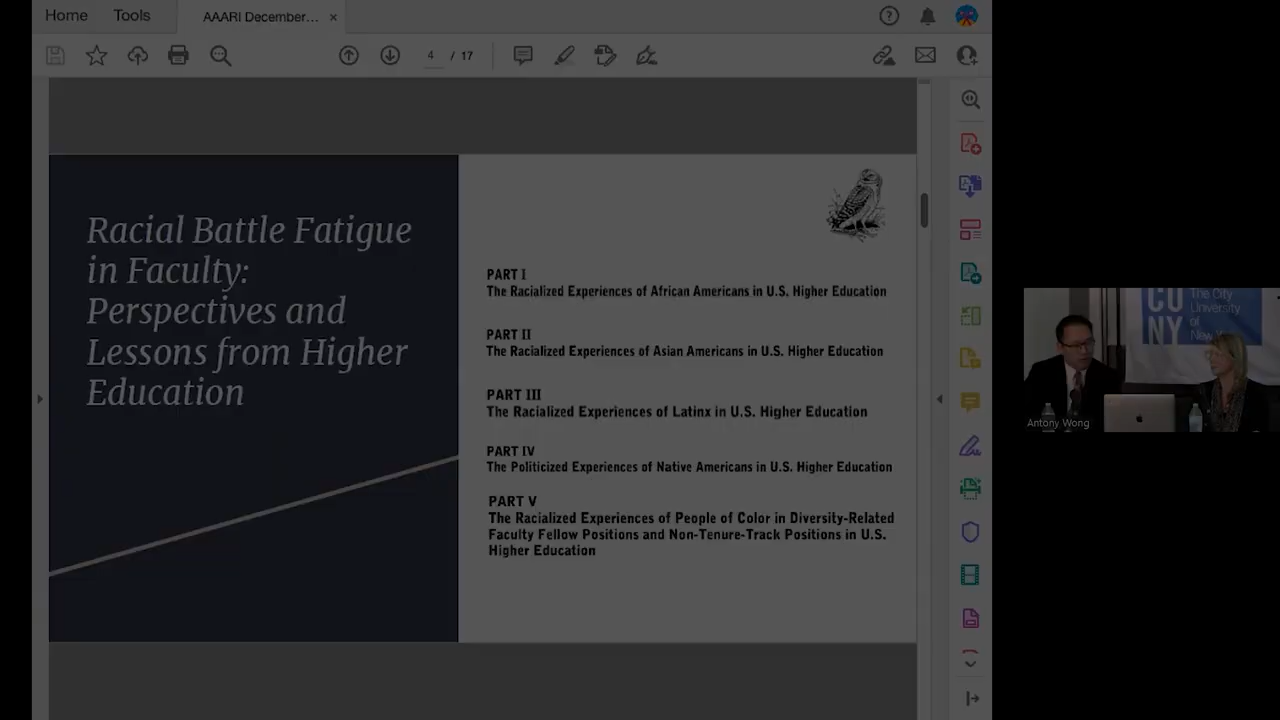 Home
Tools
AAARI December...
4 / 17
Racial Battle Fatigue
in Faculty:
Perspectives and
Lessons from Higher
Education
PART I
The Racialized Experiences of African Americans in U.S. Higher Education
PART II
The Racialized Experiences of Asian Americans in U.S. Higher Education
PART III
The Racialized Experiences of Latinx in U.S. Higher Education
PART IV
The Politicized Experiences of Native Americans in U.S. Higher Education
PART V
The Racialized Experiences of People of Color in Diversity-Related
Faculty Fellow Positions and Non-Tenure-Track Positions in U.S.
Higher Education
CU
NY
The City
University
of
New
Antony Wong